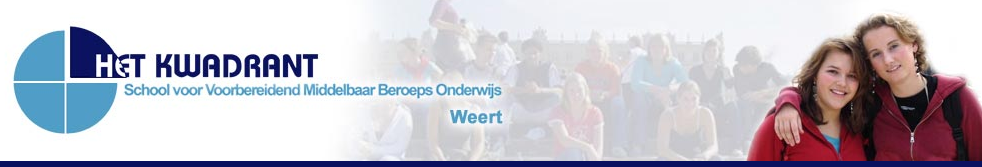 HET KWADRANT
School voor Voorbereidend Middelbaar Beroeps Onderwijs
Weert